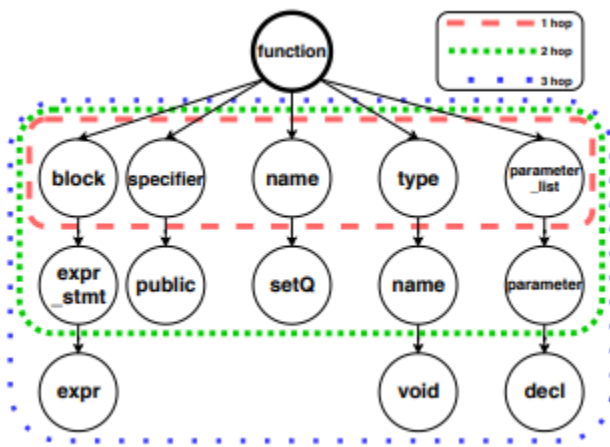 function
1 hop
2 hop
3 hop
block
specifier
name
type
parameter
_list
expr
_stmt
public
setQ
name
parameter
expr
void
decl